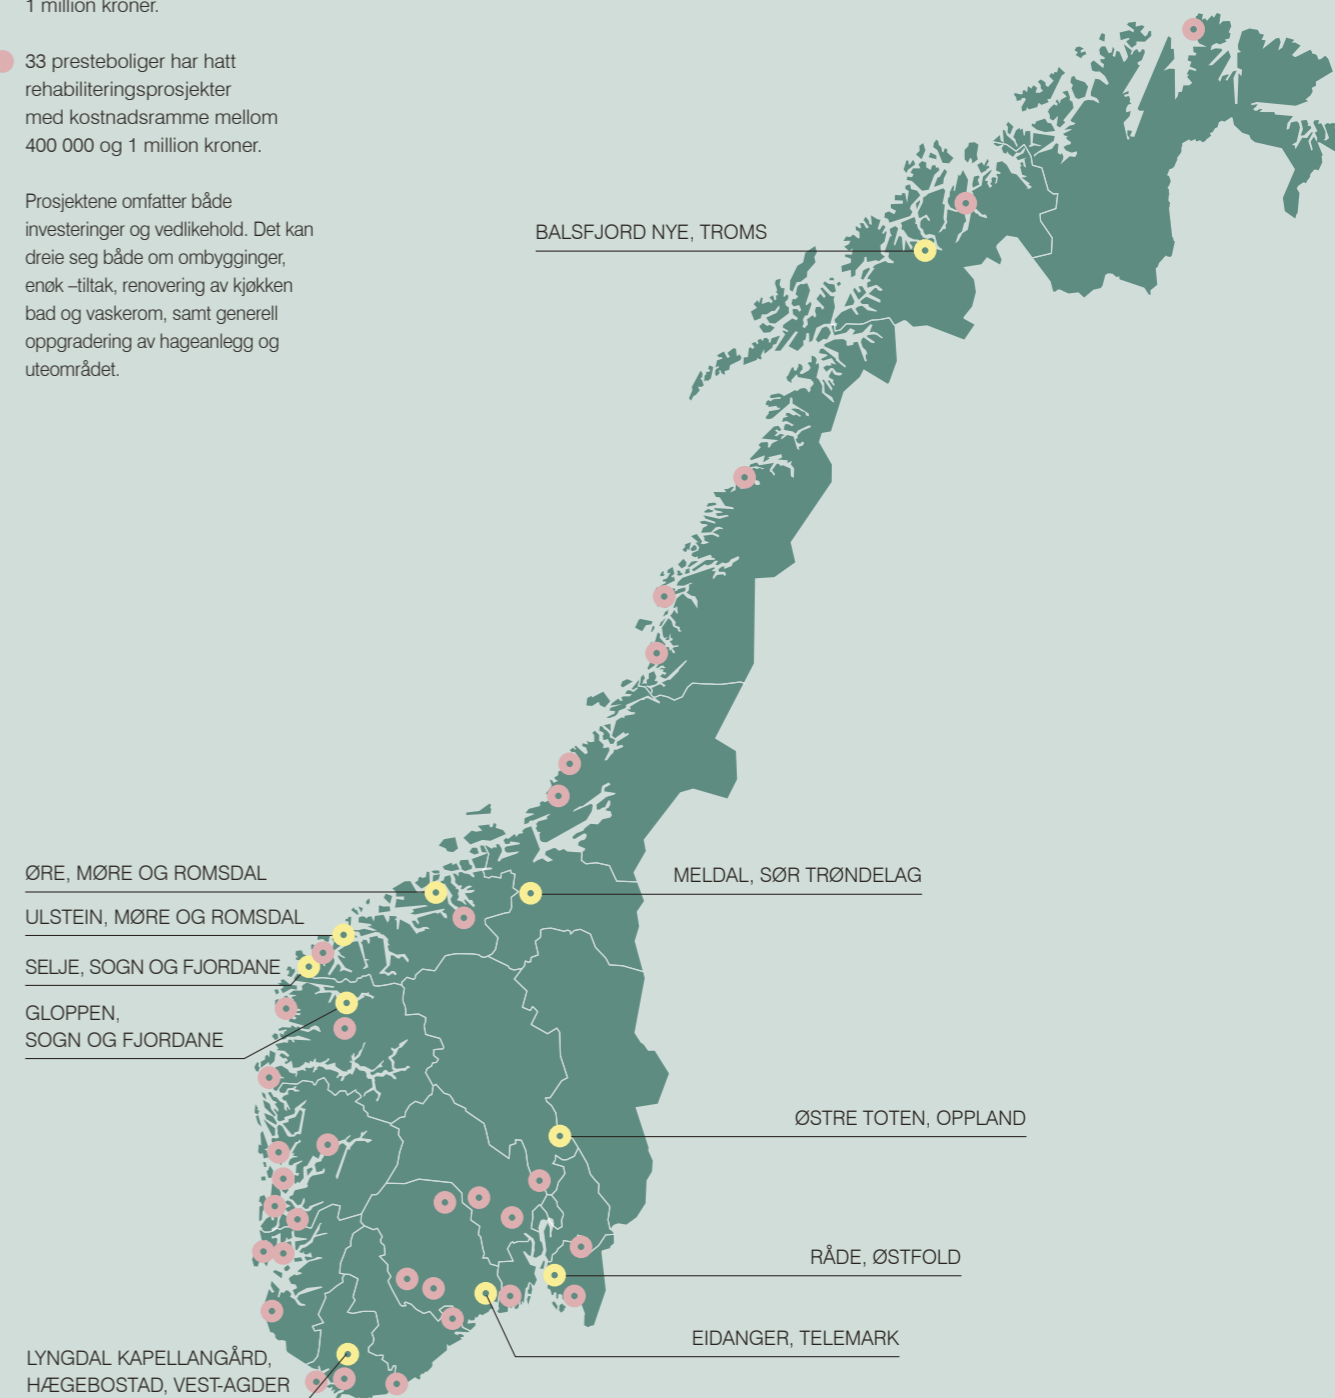 1 million kroner.
33 presteboliger har hatt
rehabiliteringsprosjekter
med kostnadsramme mellom
400 000 og 1 million kroner.
Prosjektene omfatter både
investeringer og vedlikehold. Det kan
dreie seg både om ombygginger,
enøk –tiltak, renovering av kjøkken
bad og vaskerom, samt generell
oppgradering av hageanlegg og
uteområdet.
BALSFJORD NYE, TROMS
ØRE, MØRE OG ROMSDAL
MELDAL, SØR TRØNDELAG
ULSTEIN, MØRE OG ROMSDAL
SELJE, SOGN OG FJORDANE
GLOPPEN,
SOGN OG FJORDANE
ØSTRE TOTEN, OPPLAND
RÅDE, ØSTFOLD
EIDANGER, TELEMARK
LYNGDAL KAPELLANGÅRD,
HÆGEBOSTAD, VEST-AGDER